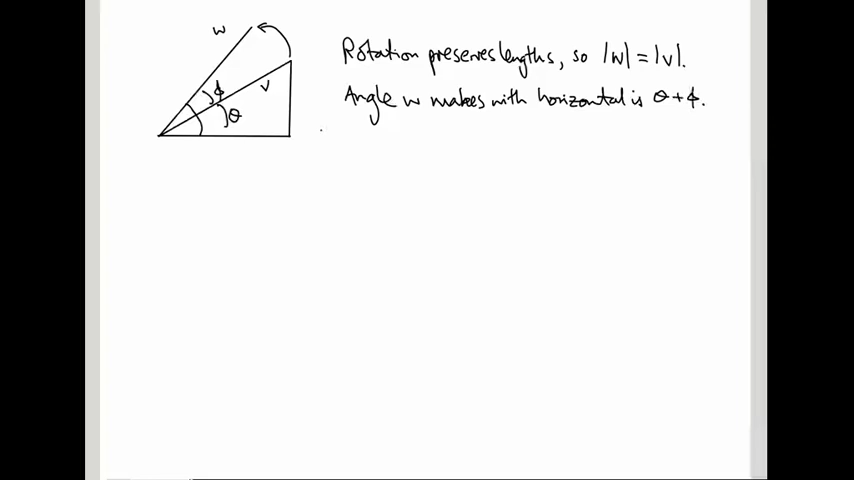 w
Rotation preserves lengths, so |w| = |v|.
ϕ
v
Angle w makes with horizontal is θ + ϕ.
θ